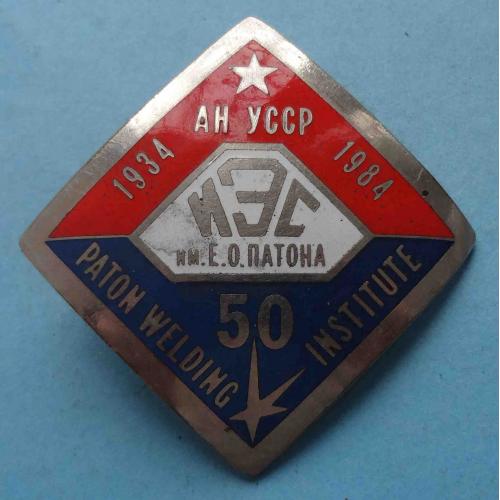 АН УССР
1934
1984
ИЭС
ИМ. Е.О. ПАТОНА
50
PATON WELDING
INSTITUTE